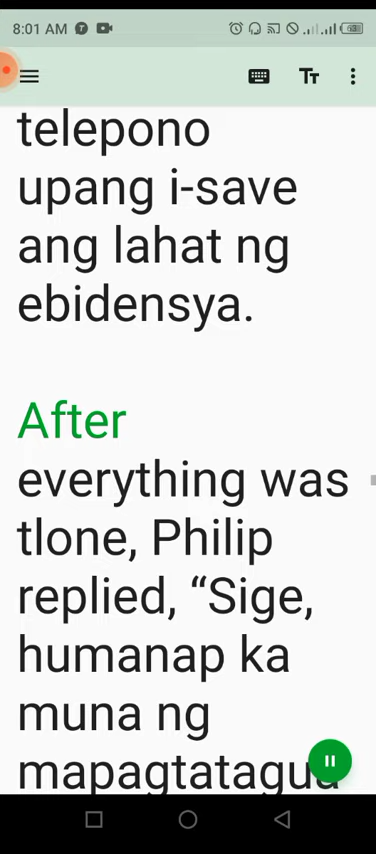 8:01 AM
telepono
upang i-save
ang lahat ng
ebidensya.
After
everything was
tlone, Philip
replied, “Sige,
humanap ka
muna ng
mapagtatagua